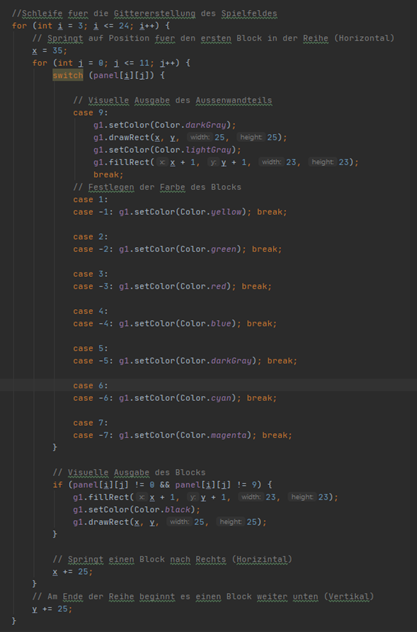 //Schleife fuer die Gittererstellung des Spielfeldes
for (int i = 3; i <= 24; i++) {
// Springt auf Position fuer den ersten Block in der Reihe (Horizontal)
x = 35;
for (int j = 0; j <= 11; j++) {
switch (panel[i][j]) {
// Visuelle Ausgabe des Aussenwandteils
case 9:
g1.setColor(Color.darkGray);
g1.drawRect(x, y, width: 25, height: 25);
g1.setColor(Color.lightGray);
g1.fillRect( x: x + 1, y: y + 1, width: 23, height: 23);
break;
// Festlegen der Farbe des Blocks
case 1:
case -1: g1.setColor(Color.yellow); break;
case 2:
case -2: g1.setColor(Color.green); break;
case 3:
case -3: g1.setColor(Color.red); break;
case 4:
case -4: g1.setColor(Color.blue); break;
case 5:
case -5: g1.setColor(Color.darkGray); break;
case 6:
case -6: g1.setColor(Color.cyan); break;
case 7:
case -7: g1.setColor(Color.magenta); break;
}
// Visuelle Ausgabe des Blocks
if (panel[i][j] != 0 && panel[i][j] != 9) {
g1.fillRect( x: x + 1, y: y + 1, width: 23, height: 23);
g1.setColor(Color.black);
g1.drawRect(x, y, width: 25, height: 25);
}
// Springt einen Block nach Rechts (Horizintal)
x += 25;
}
// Am Ende der Reihe beginnt es einen Block weiter unten (Vertikal)
y += 25;
}